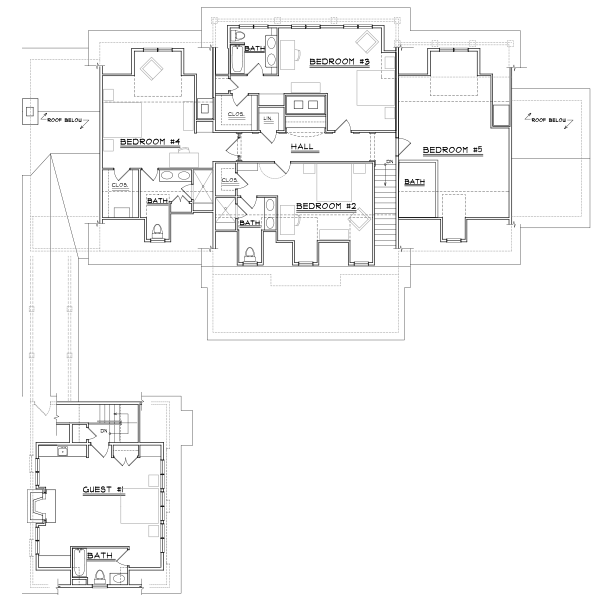 BATH
BEDROOM #3
CLOS.
LIN.
ROOF BELOW
ROOF BELOW
BEDROOM #4
HALL
BEDROOM #5
DN
CLOS.
CLOS.
BATH
BATH
BEDROOM #2
BATH
DN
GUEST #1
BATH